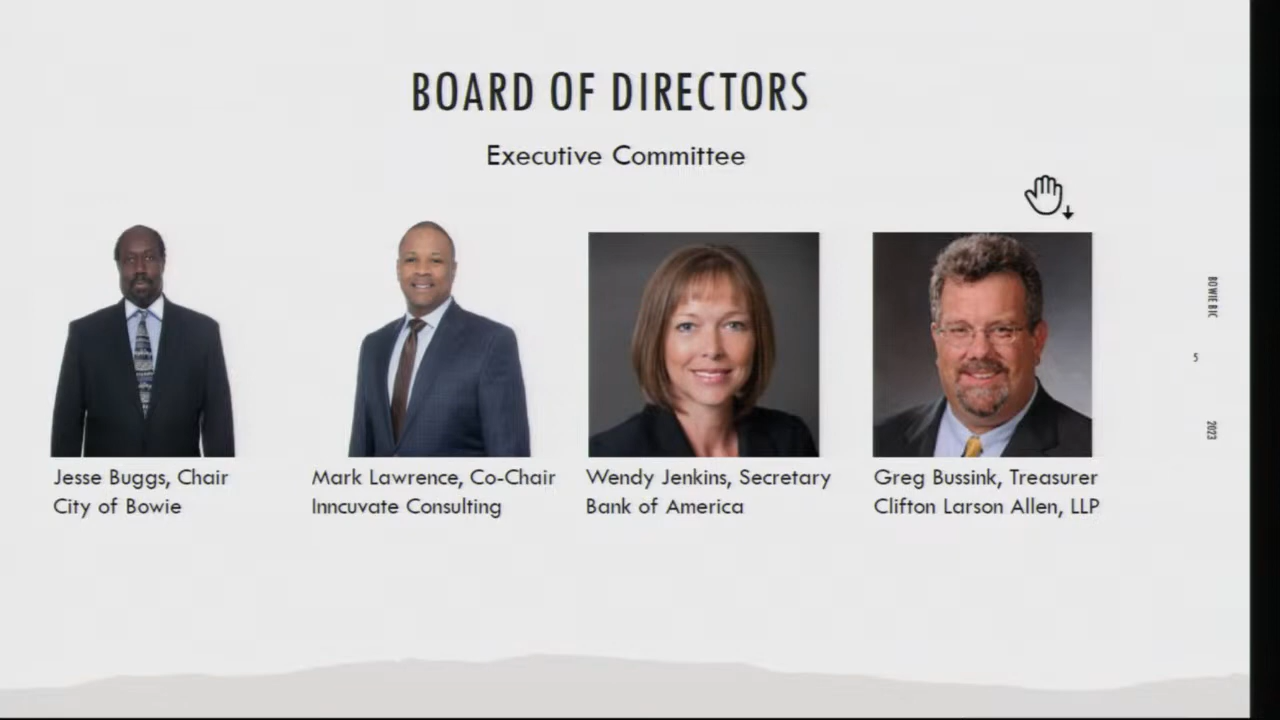 BOARD OF DIRECTORS
Executive Committee
Jesse Buggs, Chair
City of Bowie
Mark Lawrence, Co-Chair
Inncuvate Consulting
Wendy Jenkins, Secretary
Bank of America
Greg Bussink, Treasurer
Clifton Larson Allen, LLP
BOWIE BIC
5
2023